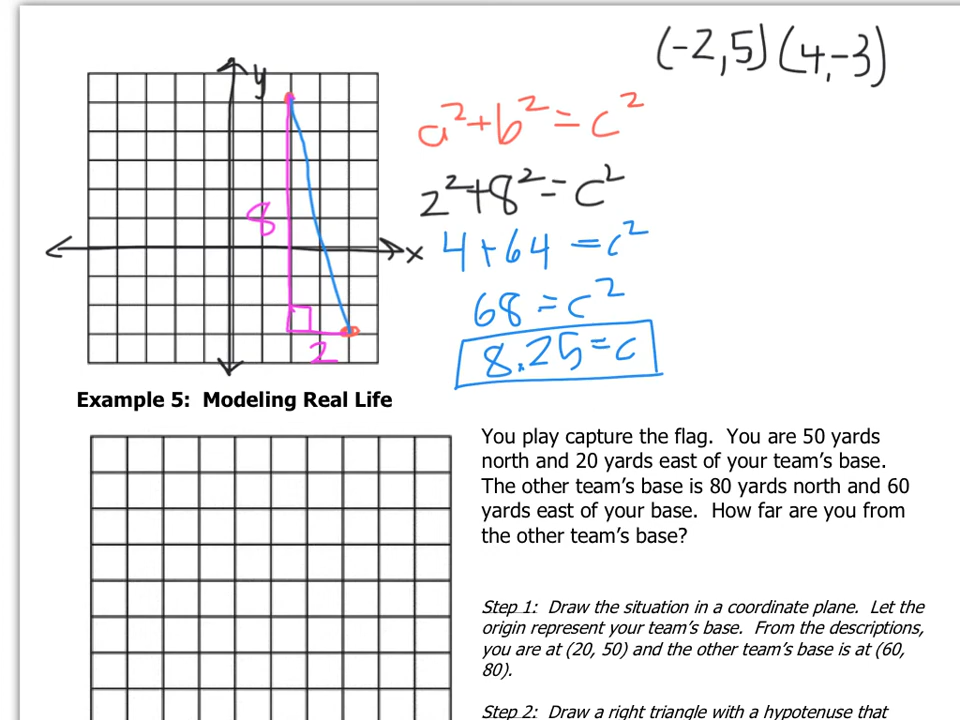 (-2,5) (4,-3)
y
a²+b²=c²
2²+8²=c²
8
x
4+64=c²
68=c²
2
8.25=c
Example 5: Modeling Real Life
You play capture the flag. You are 50 yards
north and 20 yards east of your team's base.
The other team's base is 80 yards north and 60
yards east of your base. How far are you from
the other team's base?
Step 1: Draw the situation in a coordinate plane. Let the
origin represent your team's base. From the descriptions,
you are at (20, 50) and the other team's base is at (60,
80).
Step 2: Draw a right triangle with a hypotenuse that